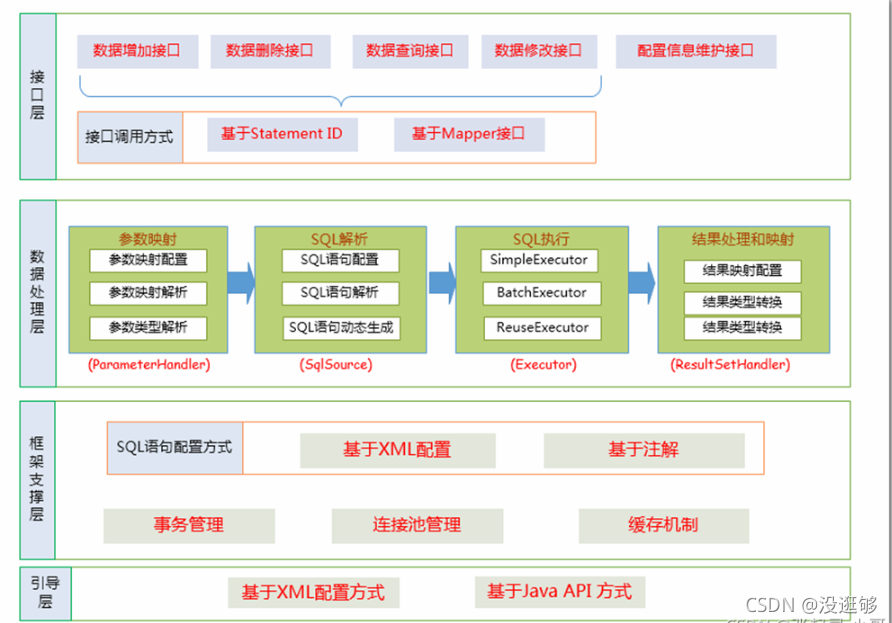 接口层
数据增加接口 数据删除接口 数据查询接口 数据修改接口 配置信息维护接口
接口调用方式 基于Statement ID 基于Mapper接口
数据处理层
参数映射 SQL解析 SQL执行 结果处理和映射
参数映射配置 SQL语句配置 SimpleExecutor 结果映射配置
参数映射解析 SQL语句解析 BatchExecutor 结果类型转换
参数类型解析 SQL语句动态生成 ReuseExecutor 结果类型转换
(ParameterHandler) (SqlSource) (Executor) (ResultSetHandler)
框架支撑层
SQL语句配置方式 基于XML配置 基于注解
事务管理 连接池管理 缓存机制
引导层
基于XML配置方式 基于Java API 方式
CSDN @没逛够